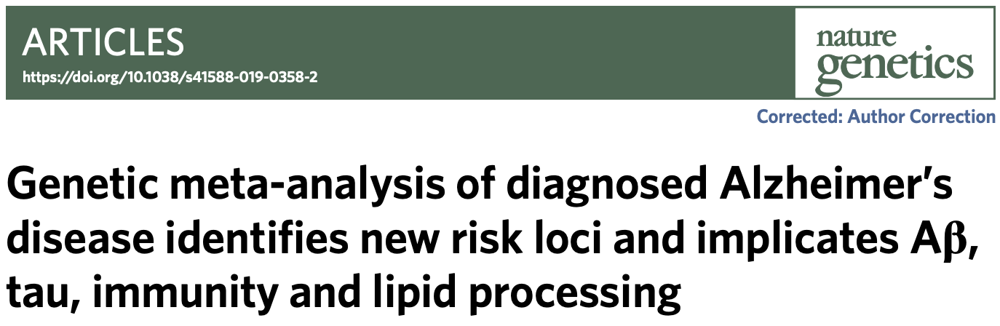 ARTICLES
https://doi.org/10.1038/s41588-019-0358-2
nature
genetics
Corrected: Author Correction
Genetic meta-analysis of diagnosed Alzheimer’s
disease identifies new risk loci and implicates Aβ,
tau, immunity and lipid processing